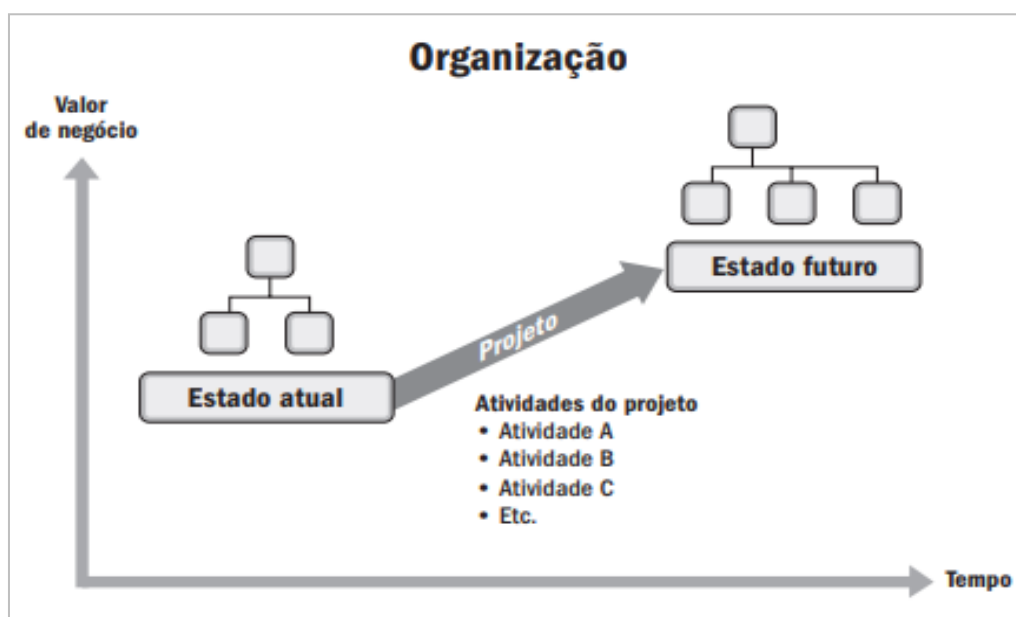 Organização
Valor
de negócio
Estado futuro
Projeto
Estado atual
Atividades do projeto
• Atividade A
• Atividade B
• Atividade C
• Etc.
Tempo